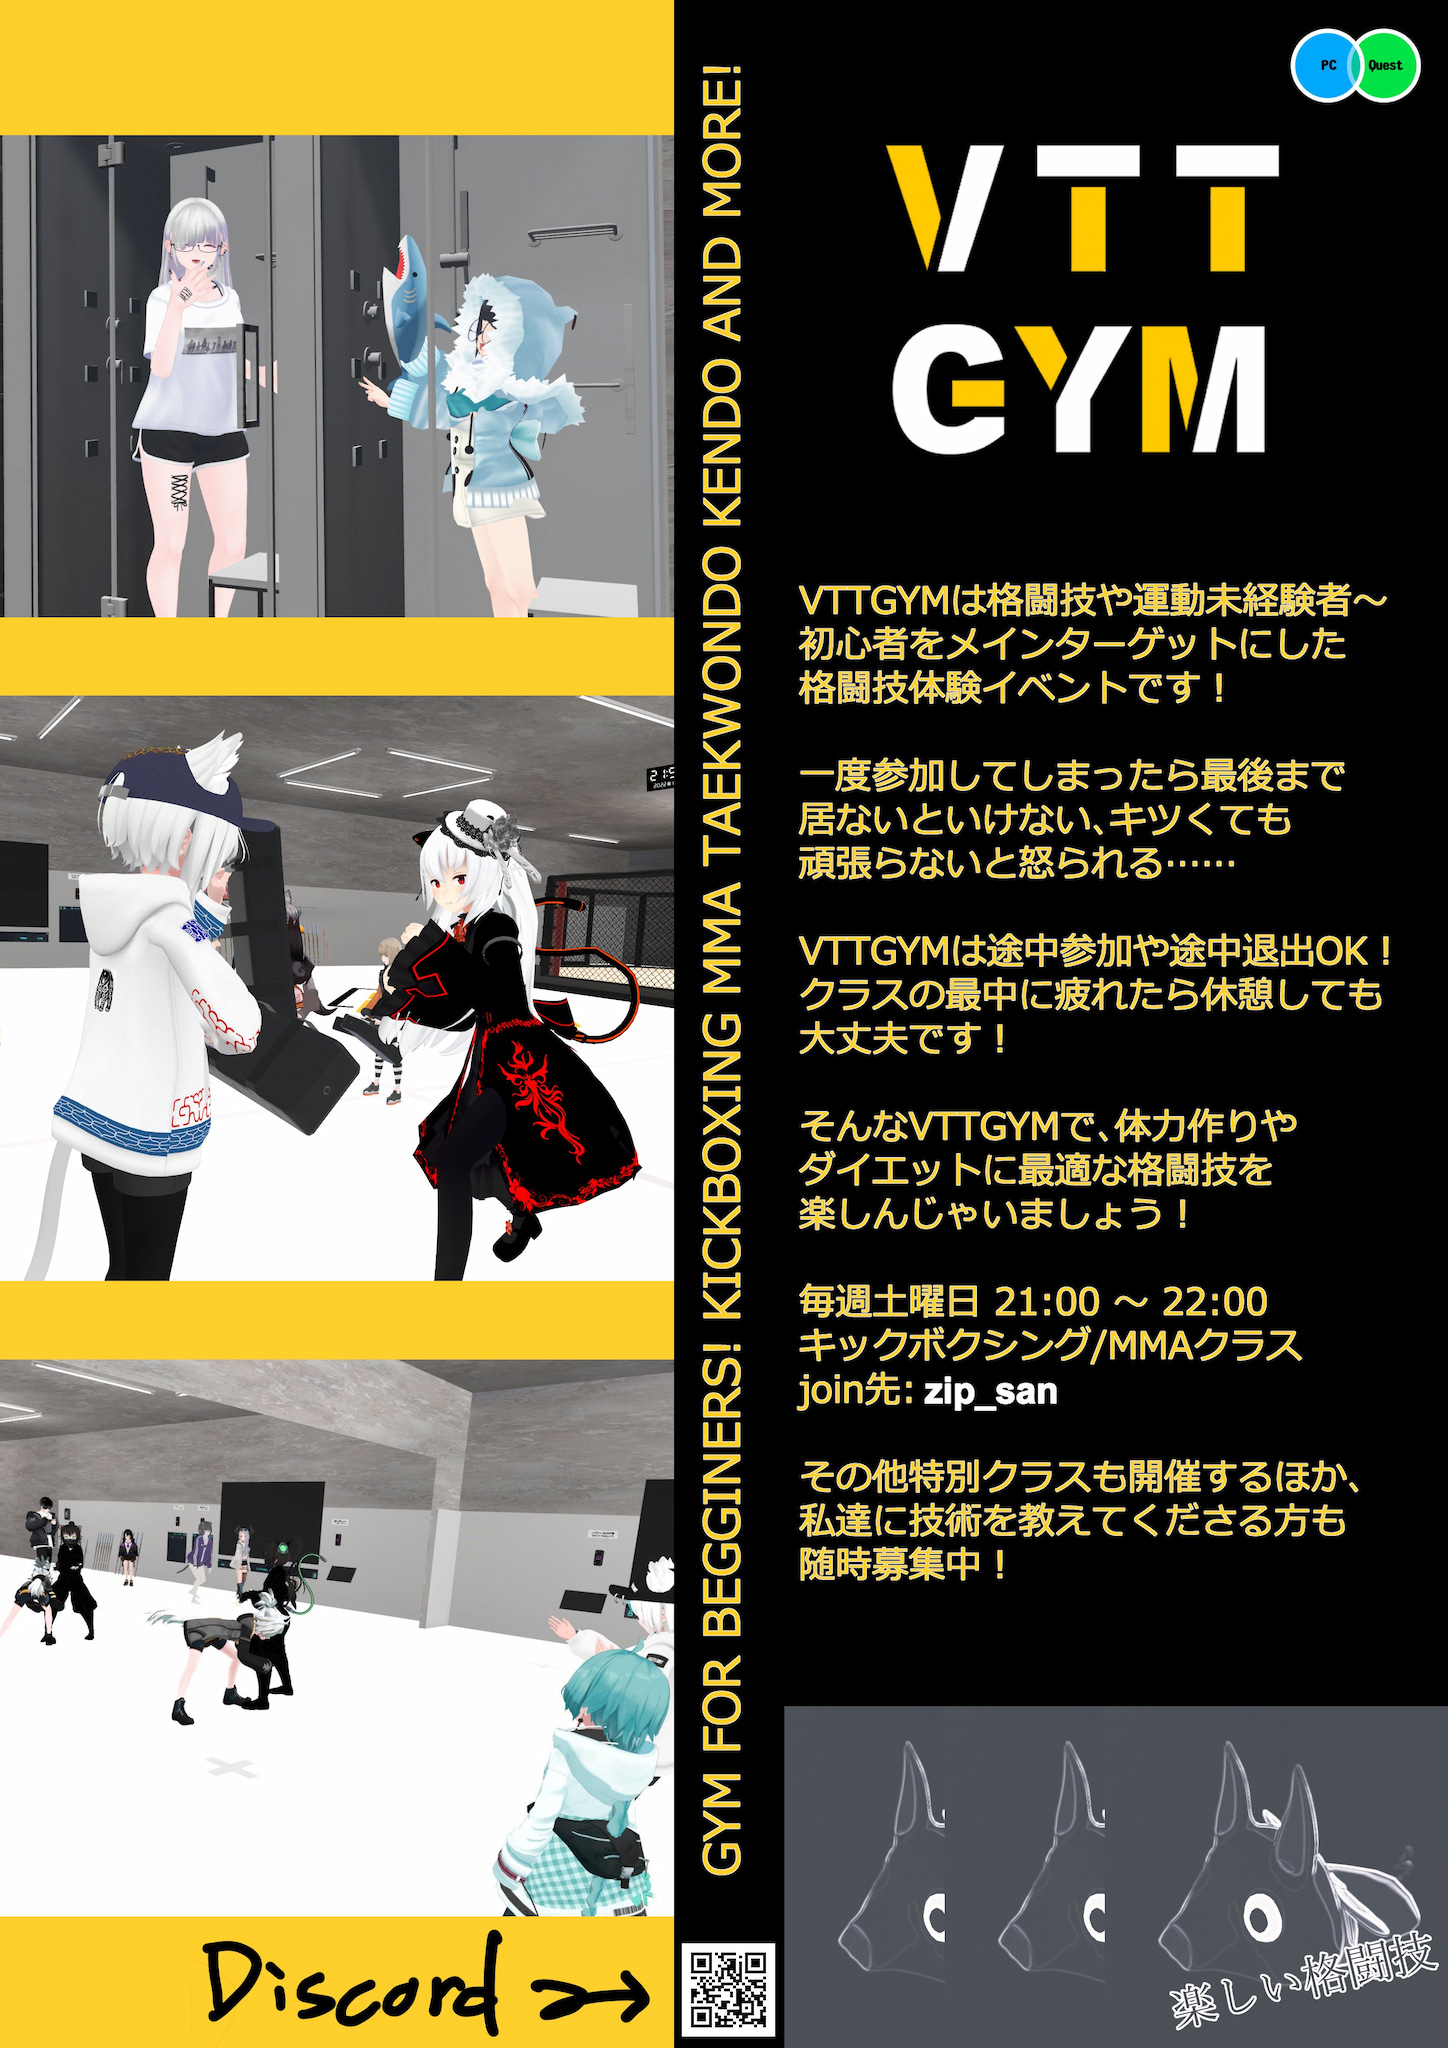 PC
Quest
VTT
GYM
GYM FOR BEGGINERS! KICKBOXING MMA TAEKWONDO KENDO AND MORE!
VTTGYMは格闘技や運動未経験者～
初心者をメインターゲットにした
格闘技体験イベントです！
一度参加してしまったら最後まで
居ないといけない、キツくても
頑張らないと怒られる……
VTTGYMは途中参加や途中退出OK！
クラスの最中に疲れたら休憩しても
大丈夫です！
そんなVTTGYMで、体力作りや
ダイエットに最適な格闘技を
楽しんじゃいましょう！
毎週土曜日 21:00 ～ 22:00
キックボクシング/MMAクラス
join先: zip_san
その他特別クラスも開催するほか、
私達に技術を教えてくださる方も
随時募集中！
楽しい格闘技
Discord